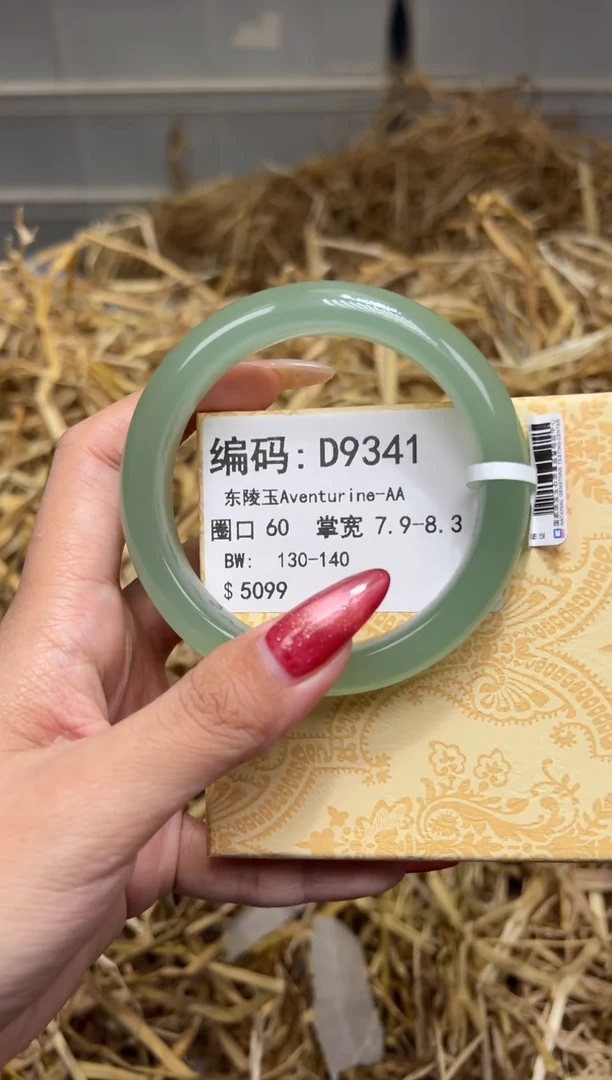 编码: D9341
东陵玉Aventurine-AA
圈口 60 掌宽 7.9-8.3
BW: 130-140
$ 5099